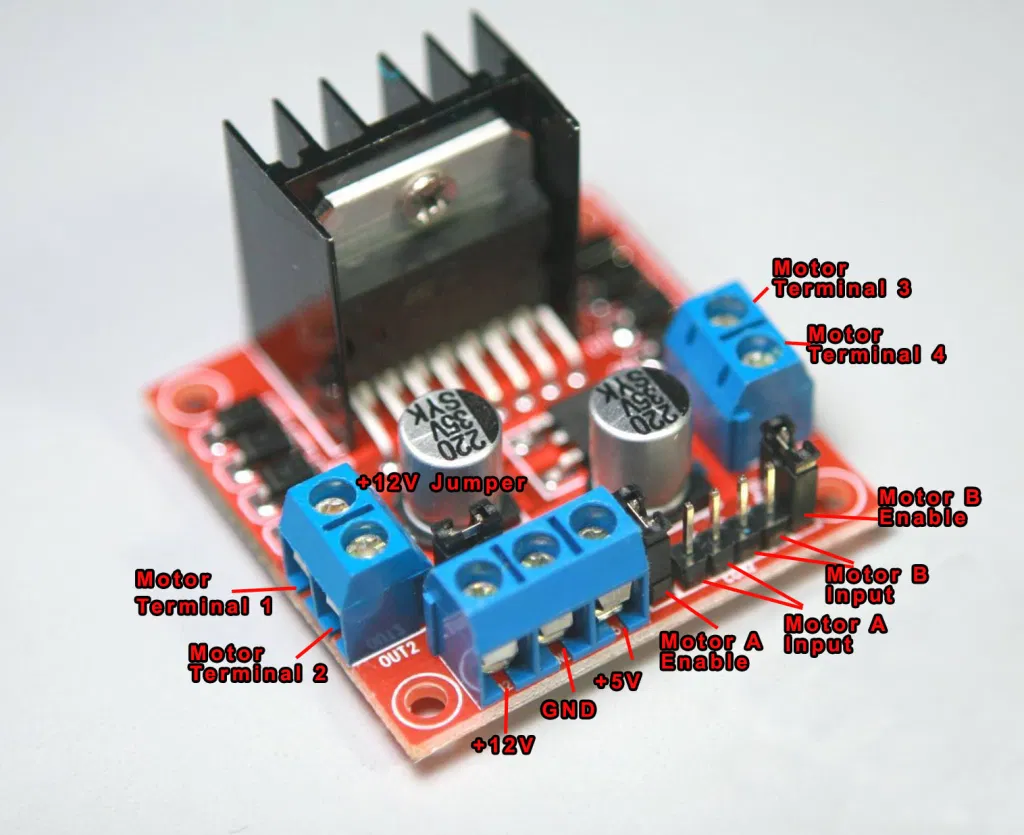 Motor
Terminal 3
Motor
Terminal 4
220
35V
SYK
220
35V
SYK
+12V Jumper
Motor B
Enable
Motor
Terminal 1
Motor B
Input
Motor A
Input
OUT2
Motor A
Enable
Motor
Terminal 2
+5V
GND
+12V